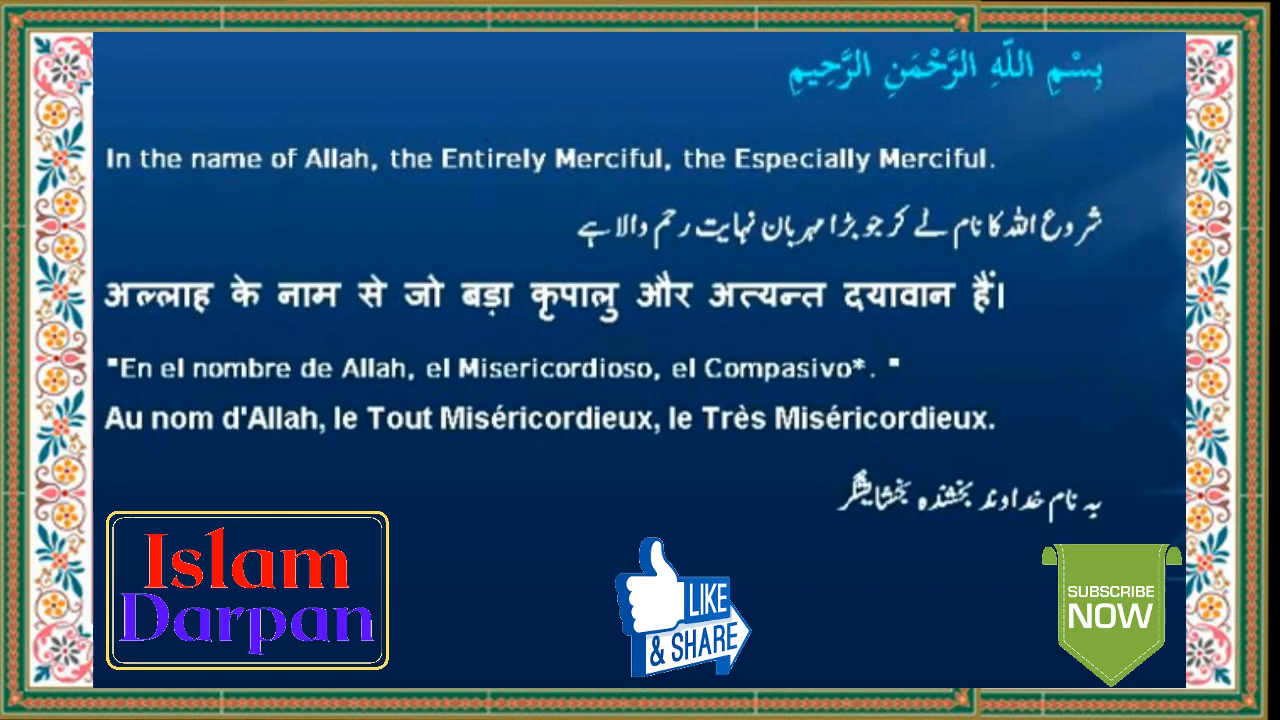 بِسْمِ اللّهِ الرَّحْمَنِ الرَّحِيمِ
In the name of Allah, the Entirely Merciful, the Especially Merciful.
شروع اللہ کا نام لے کر جو بڑا مہربان نہایت رحم والا ہے
अल्लाह के नाम से जो बड़ा कृपालु और अत्यन्त दयावान हैं।
"En el nombre de Allah, el Misericordioso, el Compasivo*. "
Au nom d'Allah, le Tout Miséricordieux, le Très Miséricordieux.
به نام خداوند بخشنده بخشایشگر
Islam
Darpan
LIKE
& SHARE
SUBSCRIBE
NOW